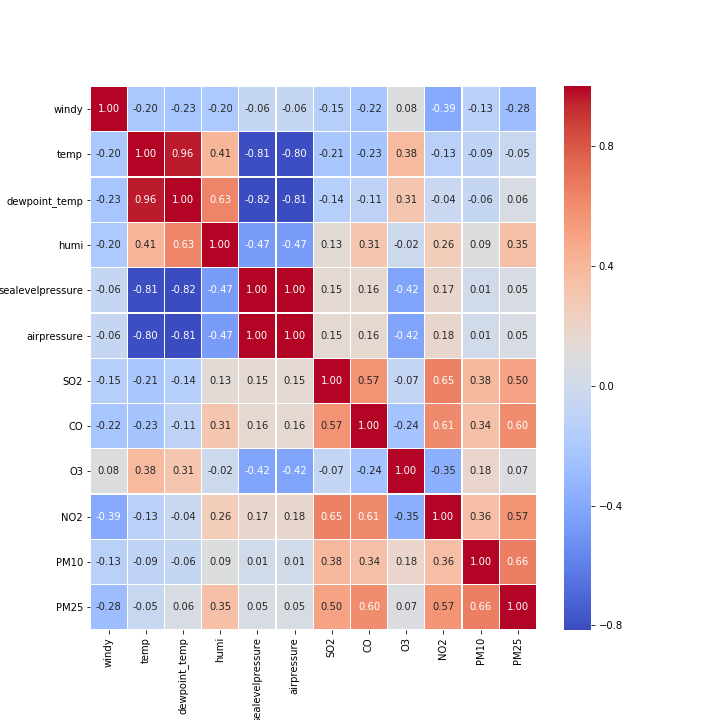 windy 1.00 -0.20 -0.23 -0.20 -0.06 -0.06 -0.15 -0.22 0.08 -0.39 -0.13 -0.28
temp -0.20 1.00 0.96 0.41 -0.81 -0.80 -0.21 -0.23 0.38 -0.13 -0.09 -0.05
dewpoint_temp -0.23 0.96 1.00 0.63 -0.82 -0.81 -0.14 -0.11 0.31 -0.04 -0.06 0.06
humi -0.20 0.41 0.63 1.00 -0.47 -0.47 0.13 0.31 -0.02 0.26 0.09 0.35
sealevelpressure -0.06 -0.81 -0.82 -0.47 1.00 1.00 0.15 0.16 -0.42 0.17 0.01 0.05
airpressure -0.06 -0.80 -0.81 -0.47 1.00 1.00 0.15 0.16 -0.42 0.18 0.01 0.05
SO2 -0.15 -0.21 -0.14 0.13 0.15 0.15 1.00 0.57 -0.07 0.65 0.38 0.50
CO -0.22 -0.23 -0.11 0.31 0.16 0.16 0.57 1.00 -0.24 0.61 0.34 0.60
O3 0.08 0.38 0.31 -0.02 -0.42 -0.42 -0.07 -0.24 1.00 -0.35 0.18 0.07
NO2 -0.39 -0.13 -0.04 0.26 0.17 0.18 0.65 0.61 -0.35 1.00 0.36 0.57
PM10 -0.13 -0.09 -0.06 0.09 0.01 0.01 0.38 0.34 0.18 0.36 1.00 0.66
PM25 -0.28 -0.05 0.06 0.35 0.05 0.05 0.50 0.60 0.07 0.57 0.66 1.00
windy temp dewpoint_temp humi sealevelpressure airpressure SO2 CO O3 NO2 PM10 PM25
0.8
0.4
0.0
−0.4
−0.8